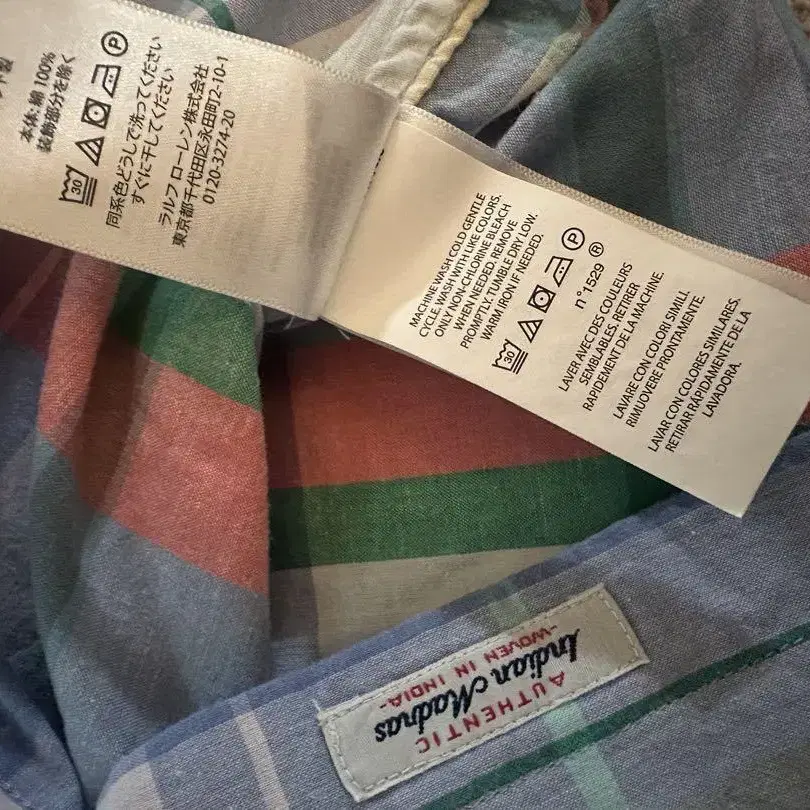 本体:綿 100%
装飾部分を除く
30
P
同系色どうしで洗ってください
すぐに干してください
ラルフ ローレン株式会社
東京都千代田区永田町2-10-1
0120-3274-20
MACHINE WASH COLD GENTLE
CYCLE. WASH WITH LIKE COLORS.
ONLY NON-CHLORINE BLEACH
WHEN NEEDED. REMOVE
PROMPTLY. TUMBLE DRY LOW.
WARM IRON IF NEEDED.
30
P
n°1529 ®
LAVER AVEC DES COULEURS
SEMBLABLES. RETIRER
RAPIDEMENT DE LA MACHINE.
LAVARE CON COLORI SIMILI.
RIMUOVERE PRONTAMENTE.
LAVAR CON COLORES SIMILARES.
RETIRAR RÁPIDAMENTE DE LA
LAVADORA.
AUTHENTIC
Indian Madras
-WOVEN IN INDIA-